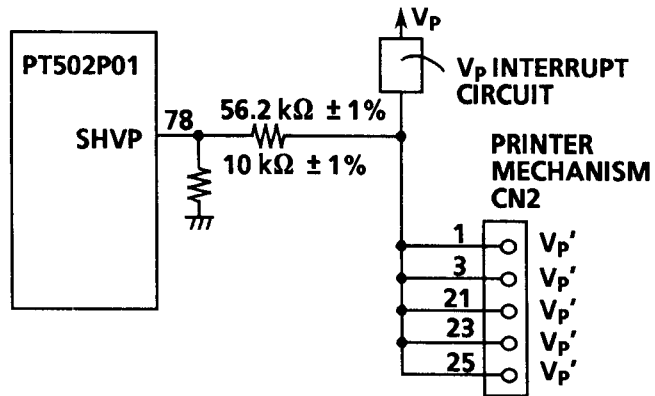 VP
PT502P01
VP INTERRUPT
CIRCUIT
78
56.2 kΩ ± 1%
SHVP
10 kΩ ± 1%
PRINTER
MECHANISM
CN2
1 VP'
3 VP'
21 VP'
23 VP'
25 VP'